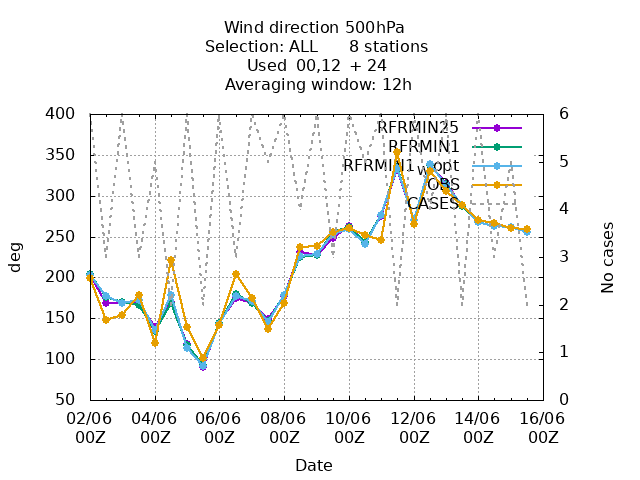 Wind direction 500hPa
Selection: ALL 8 stations
Used 00,12 + 24
Averaging window: 12h
400
350
300
250
200
150
100
50
deg
6
5
4
3
2
1
0
No cases
RFRMIN25
RFRMIN1
RFRMIN1_wopt
OBS
CASES
02/06 04/06 06/06 08/06 10/06 12/06 14/06 16/06
00Z 00Z 00Z 00Z 00Z 00Z 00Z 00Z
Date